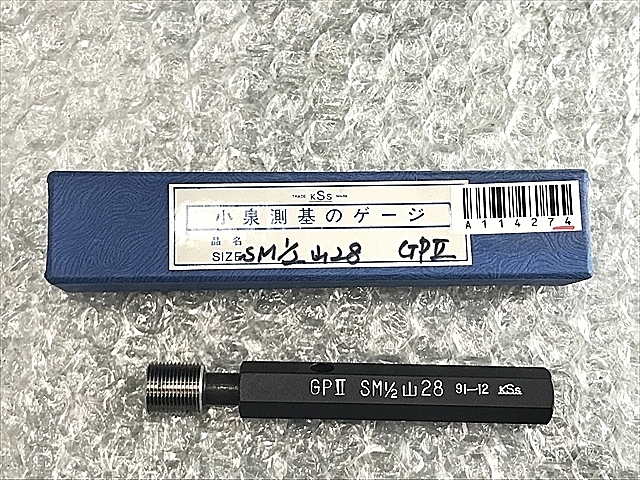 TRADE KSS MARK
小泉測基のゲージ
品名
SIZE SM1/2 山28 GPⅡ
A114274
GPⅡ SM1/2 山28 91-12 KSS